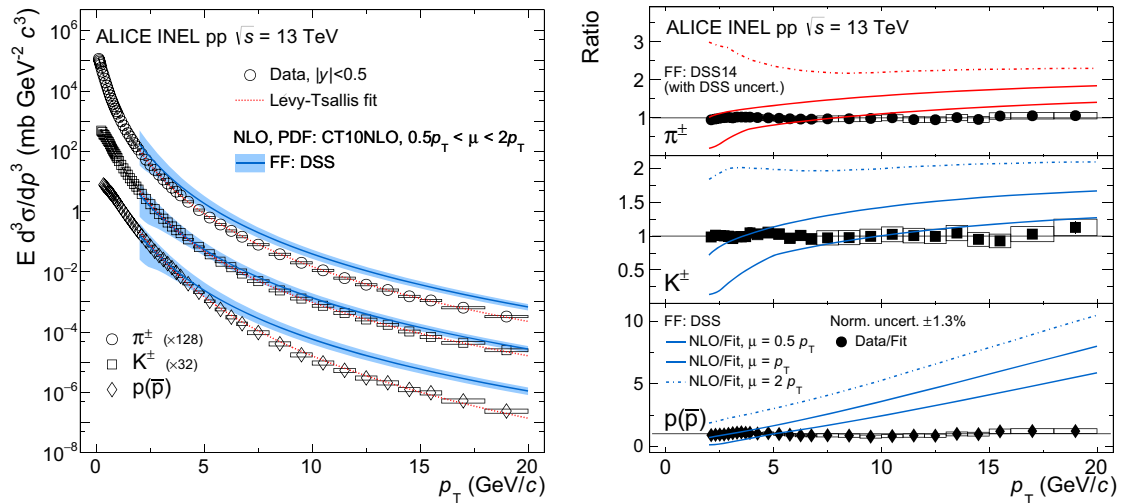 E d³σ/dp³ (mb GeV⁻² c³)
10⁶
10⁴
10²
1
10⁻²
10⁻⁴
10⁻⁶
10⁻⁸
ALICE INEL pp √s = 13 TeV
Data, |y|<0.5
Lévy-Tsallis fit
NLO, PDF: CT10NLO, 0.5p_T < μ < 2p_T
FF: DSS
π± (×128)
K± (×32)
p(p̅)
0 5 10 15 20
p_T (GeV/c)
Ratio
ALICE INEL pp √s = 13 TeV
FF: DSS14
(with DSS uncert.)
3
2
1
π±
2
1.5
1
0.5
K±
10
5
0
FF: DSS
Norm. uncert. ±1.3%
NLO/Fit, μ = 0.5 p_T
Data/Fit
NLO/Fit, μ = p_T
NLO/Fit, μ = 2 p_T
p(p̅)
0 5 10 15 20
p_T (GeV/c)